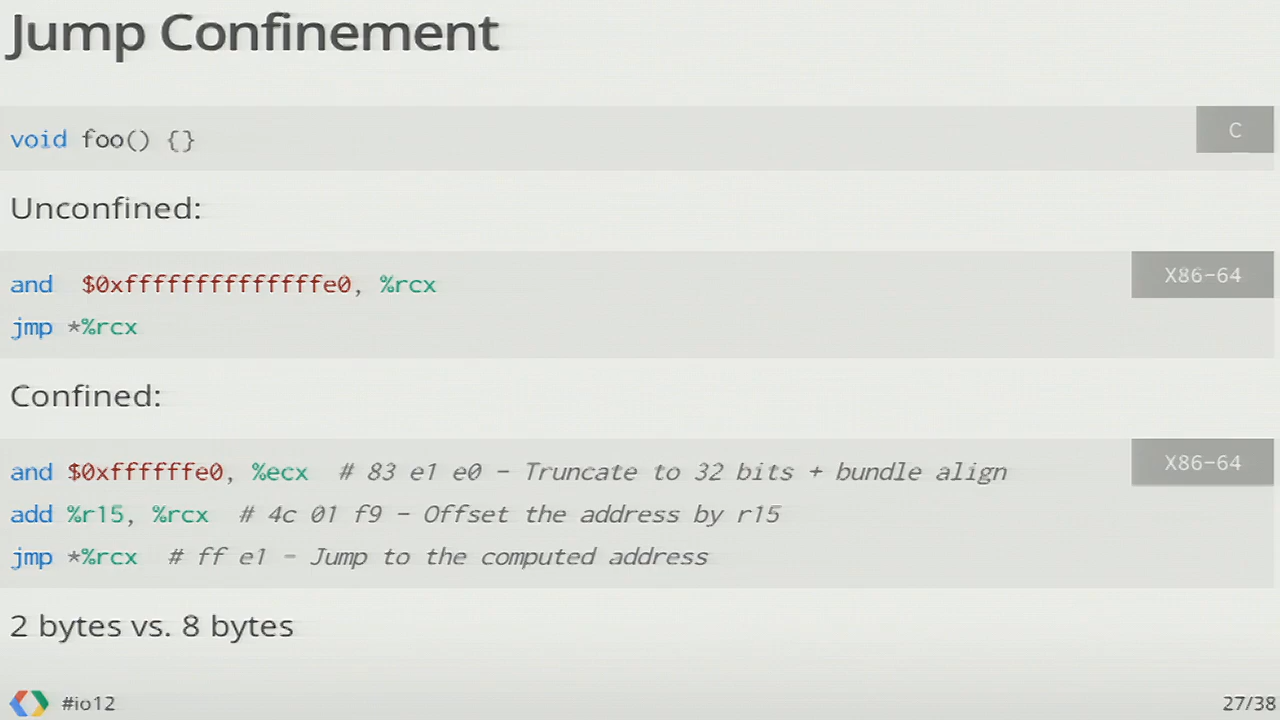 Jump Confinement
void foo() {}
C
Unconfined:
and $0xffffffffffffffe0, %rcx
X86-64
jmp *%rcx
Confined:
and $0xffffffe0, %ecx # 83 e1 e0 - Truncate to 32 bits + bundle align
X86-64
add %r15, %rcx # 4c 01 f9 - Offset the address by r15
jmp *%rcx # ff e1 - Jump to the computed address
2 bytes vs. 8 bytes
#io12
27/38